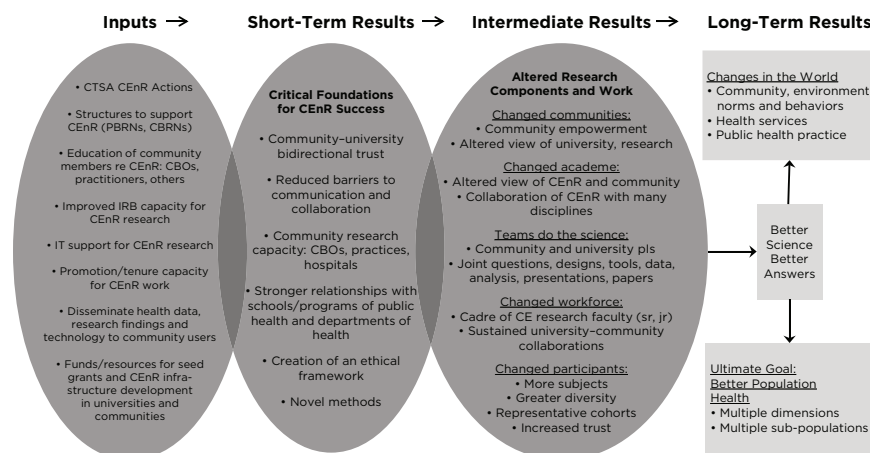 Inputs → Short-Term Results → Intermediate Results → Long-Term Results
• CTSA CEnR Actions
• Structures to support
CEnR (PBRNs, CBRNs)
• Education of community
members re CEnR: CBOs,
practitioners, others
• Improved IRB capacity for
CEnR research
• IT support for CEnR research
• Promotion/tenure capacity
for CEnR work
• Disseminate health data,
research findings and
technology to community users
• Funds/resources for seed
grants and CEnR infra-
structure development
in universities and
communities
Critical Foundations
for CEnR Success
• Community–university
bidirectional trust
• Reduced barriers to
communication and
collaboration
• Community research
capacity: CBOs, practices,
hospitals
• Stronger relationships with
schools/programs of public
health and departments of
health
• Creation of an ethical
framework
• Novel methods
Altered Research
Components and Work
Changed communities:
• Community empowerment
• Altered view of university, research
Changed academe:
• Altered view of CEnR and community
• Collaboration of CEnR with many
disciplines
Teams do the science:
• Community and university pIs
• Joint questions, designs, tools, data,
analysis, presentations, papers
Changed workforce:
• Cadre of CE research faculty (sr, jr)
• Sustained university–community
collaborations
Changed participants:
• More subjects
• Greater diversity
• Representative cohorts
• Increased trust
Changes in the World
• Community, environment
norms and behaviors
• Health services
• Public health practice
Better
Science
Better
Answers
Ultimate Goal:
Better Population
Health
• Multiple dimensions
• Multiple sub-populations